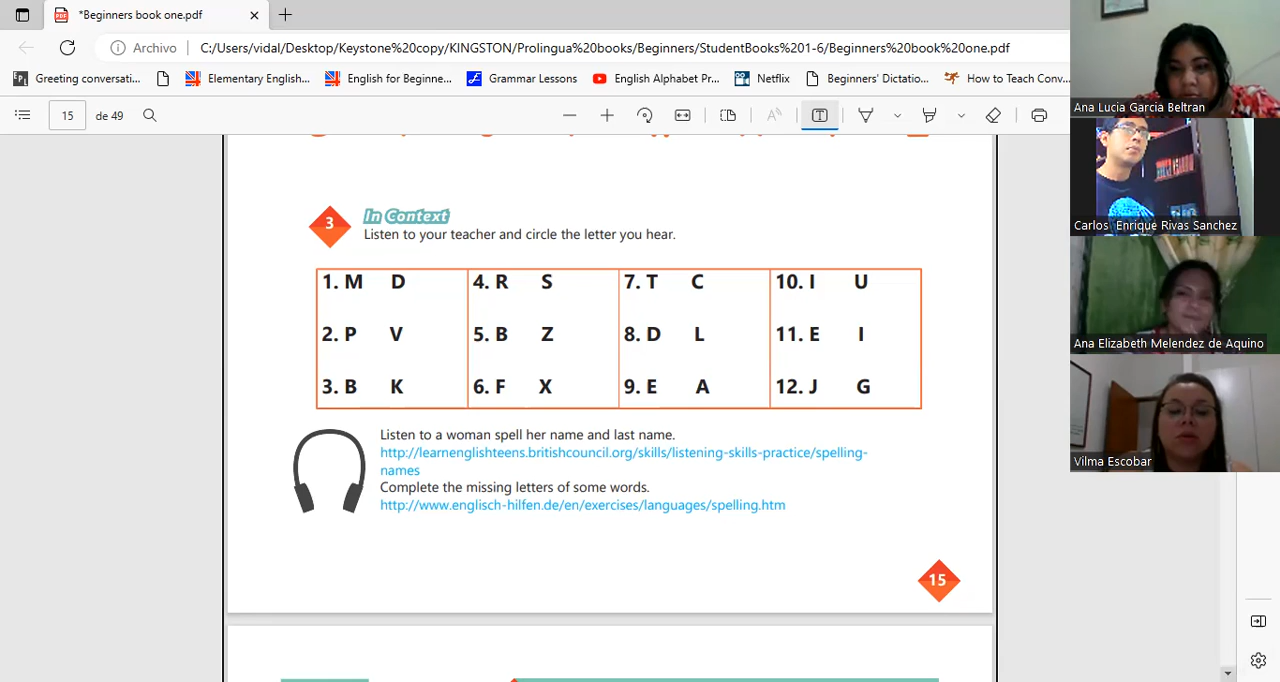 *Beginners book one.pdf
Archivo
C:/Users/vidal/Desktop/Keystone%20copy/KINGSTON/Prolingua%20books/Beginners/StudentBooks%201-6/Beginners%20book%20one.pdf
Greeting conversati...
Elementary English...
English for Beginne...
Grammar Lessons
English Alphabet Pr...
Netflix
Beginners' Dictatio...
How to Teach Conv...
15 de 49
3 In Context
Listen to your teacher and circle the letter you hear.
1. M D 4. R S 7. T C 10. I U
2. P V 5. B Z 8. D L 11. E I
3. B K 6. F X 9. E A 12. J G
Listen to a woman spell her name and last name.
http://learnenglishteens.britishcouncil.org/skills/listening-skills-practice/spelling-
names
Complete the missing letters of some words.
http://www.englisch-hilfen.de/en/exercises/languages/spelling.htm
15
Ana Lucia Garcia Beltran
Carlos Enrique Rivas Sanchez
Ana Elizabeth Melendez de Aquino
Vilma Escobar